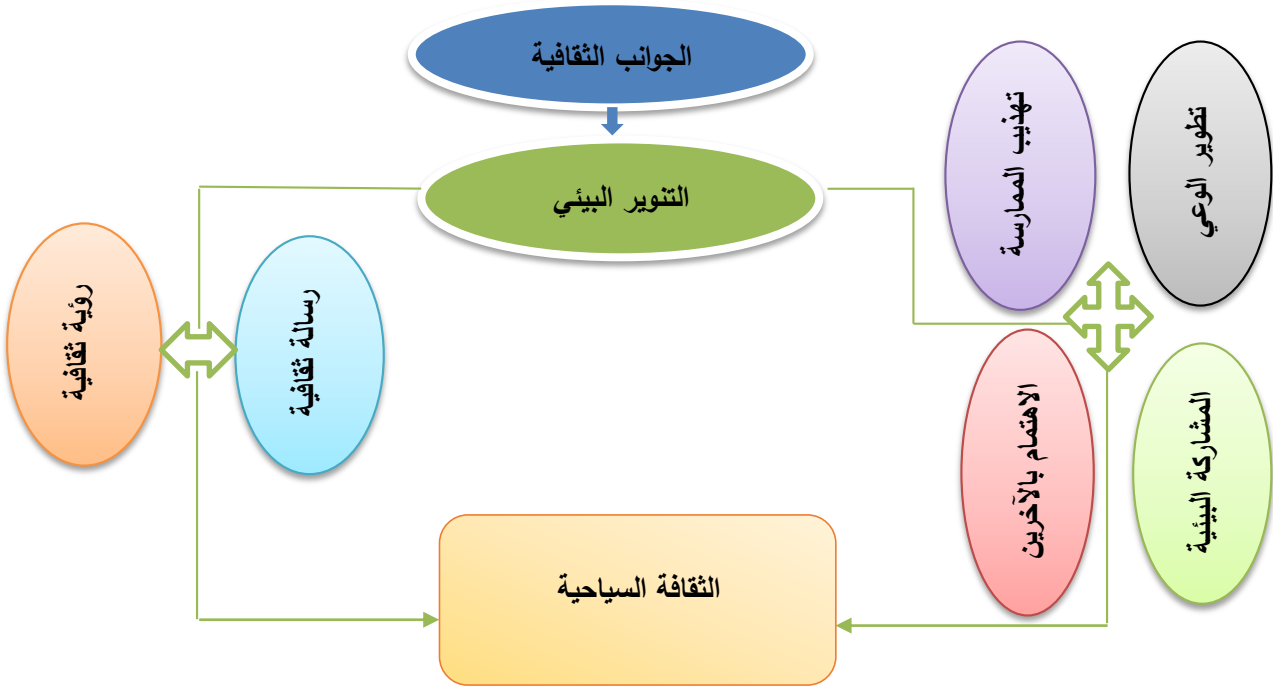 الجوانب الثقافية
التنوير البيئي
تطوير الوعي
تهذيب الممارسة
المشاركة البيئية
الاهتمام بالآخرين
رسالة ثقافية
رؤية ثقافية
الثقافة السياحية